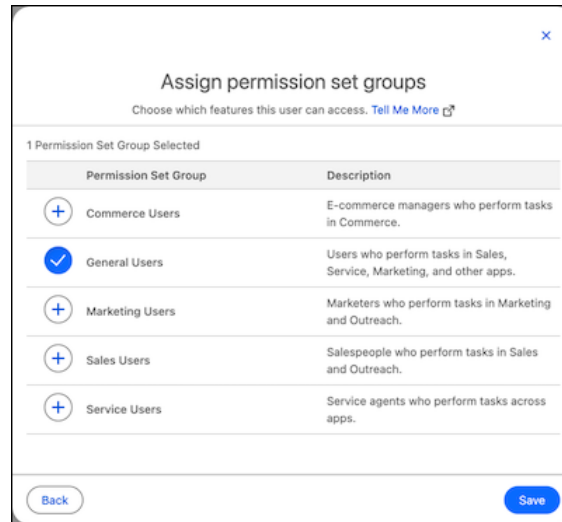 Assign permission set groups
Choose which features this user can access. Tell Me More
1 Permission Set Group Selected
Permission Set Group Description
Commerce Users E-commerce managers who perform tasks
in Commerce.
General Users Users who perform tasks in Sales,
Service, Marketing, and other apps.
Marketing Users Marketers who perform tasks in Marketing
and Outreach.
Sales Users Salespeople who perform tasks in Sales
and Outreach.
Service Users Service agents who perform tasks across
apps.
Back Save